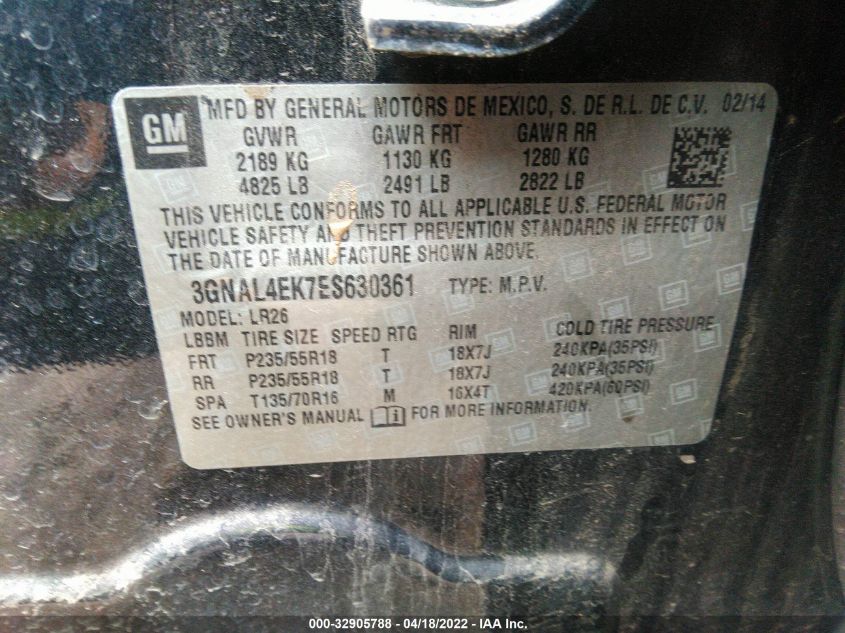 GM
MFD BY GENERAL MOTORS DE MEXICO, S. DE R.L. DE C.V. 02/14
GVWR GAWR FRT GAWR RR
2189 KG 1130 KG 1280 KG
4825 LB 2491 LB 2822 LB
THIS VEHICLE CONFORMS TO ALL APPLICABLE U.S. FEDERAL MOTOR
VEHICLE SAFETY AND THEFT PREVENTION STANDARDS IN EFFECT ON
THE DATE OF MANUFACTURE SHOWN ABOVE.
3GNAL4EK7ES630361 TYPE: M.P.V.
MODEL: LR26
LBBM TIRE SIZE SPEED RTG RIM COLD TIRE PRESSURE
FRT P235/55R18 T 18X7J 240KPA(35PSI)
RR P235/55R18 T 18X7J 240KPA(35PSI)
SPA T135/70R16 M 16X4T 420KPA(60PSI)
SEE OWNER'S MANUAL FOR MORE INFORMATION.
000-32905788 - 04/18/2022 - IAA Inc.